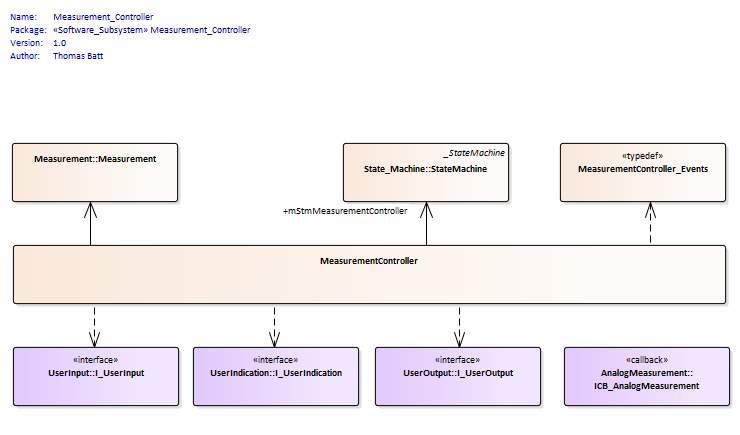 Name: Measurement_Controller
Package: «Software_Subsystem» Measurement_Controller
Version: 1.0
Author: Thomas Batt
Measurement::Measurement
_StateMachine
State_Machine::StateMachine
«typedef»
MeasurementController_Events
+mStmMeasurementController
MeasurementController
«interface»
UserInput::I_UserInput
«interface»
UserIndication::I_UserIndication
«interface»
UserOutput::I_UserOutput
«callback»
AnalogMeasurement::
ICB_AnalogMeasurement